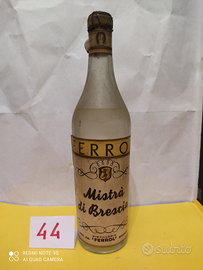 FERRO
Mistrà
di Brescia
FERROLI
44
REDMI NOTE 8T
AI QUAD CAMERA
subito.it